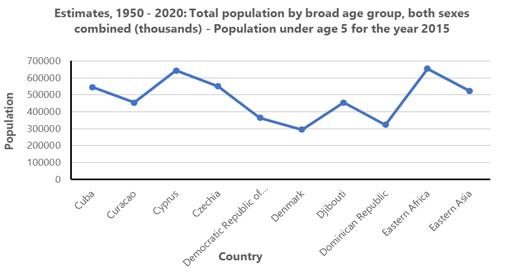 Estimates, 1950 - 2020: Total population by broad age group, both sexes
combined (thousands) - Population under age 5 for the year 2015
Population
700000
600000
500000
400000
300000
200000
100000
0
Cuba
Curacao
Cyprus
Czechia
Democratic Republic of...
Denmark
Djibouti
Dominican Republic
Eastern Africa
Eastern Asia
Country